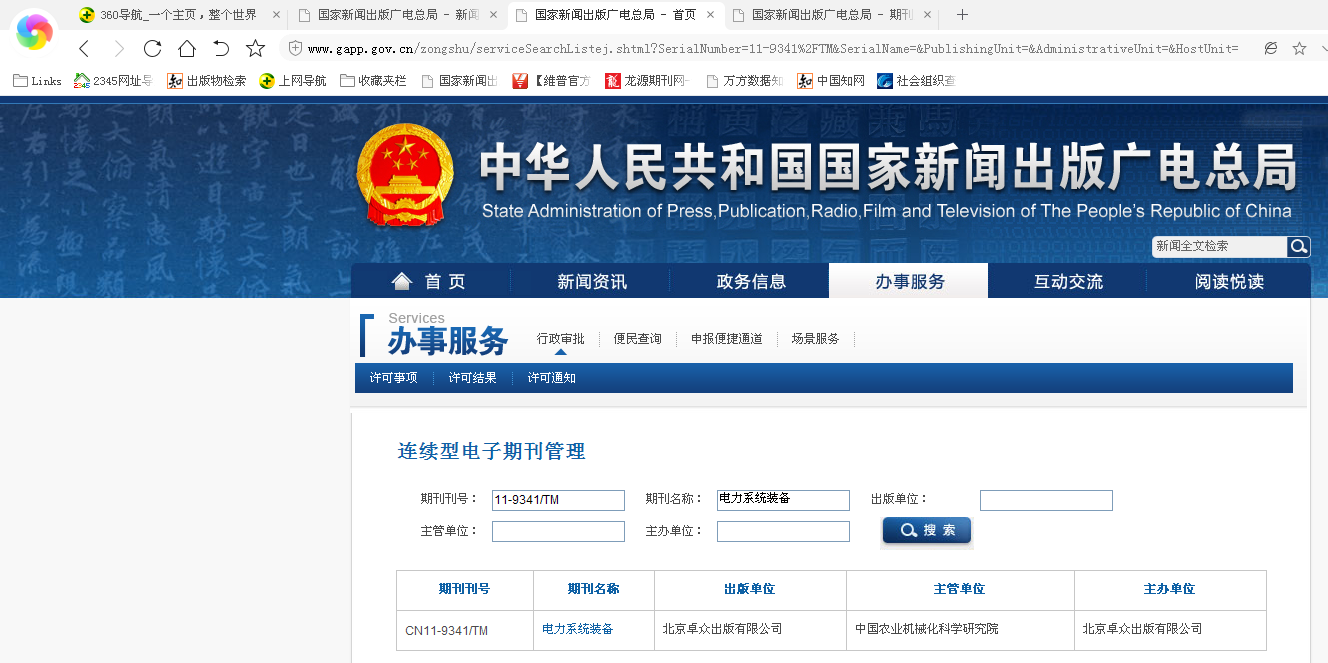 360导航_一个主页，整个世界
国家新闻出版广电总局 - 新闻
国家新闻出版广电总局 - 首页
国家新闻出版广电总局 - 期刊
www.gapp.gov.cn/zongshu/serviceSearchListej.shtml?SerialNumber=11-9341%2FTM&SerialName=&PublishingUnit=&AdministrativeUnit=&HostUnit=
Links 2345网址导 出版物检索 上网导航 收藏夹栏 国家新闻出 【维普官方 龙源期刊网- 万方数据知 中国知网 社会组织查
中华人民共和国国家新闻出版广电总局
State Administration of Press,Publication,Radio,Film and Television of The People's Republic of China
新闻全文检索
首 页 新闻资讯 政务信息 办事服务 互动交流 阅读悦读
Services
办事服务 行政审批 便民查询 申报便捷通道 场景服务
许可事项 许可结果 许可通知
连续型电子期刊管理
期刊刊号： 11-9341/TM 期刊名称： 电力系统装备 出版单位：
主管单位： 主办单位： 搜 索
期刊刊号 期刊名称 出版单位 主管单位 主办单位
CN11-9341/TM 电力系统装备 北京卓众出版有限公司 中国农业机械化科学研究院 北京卓众出版有限公司